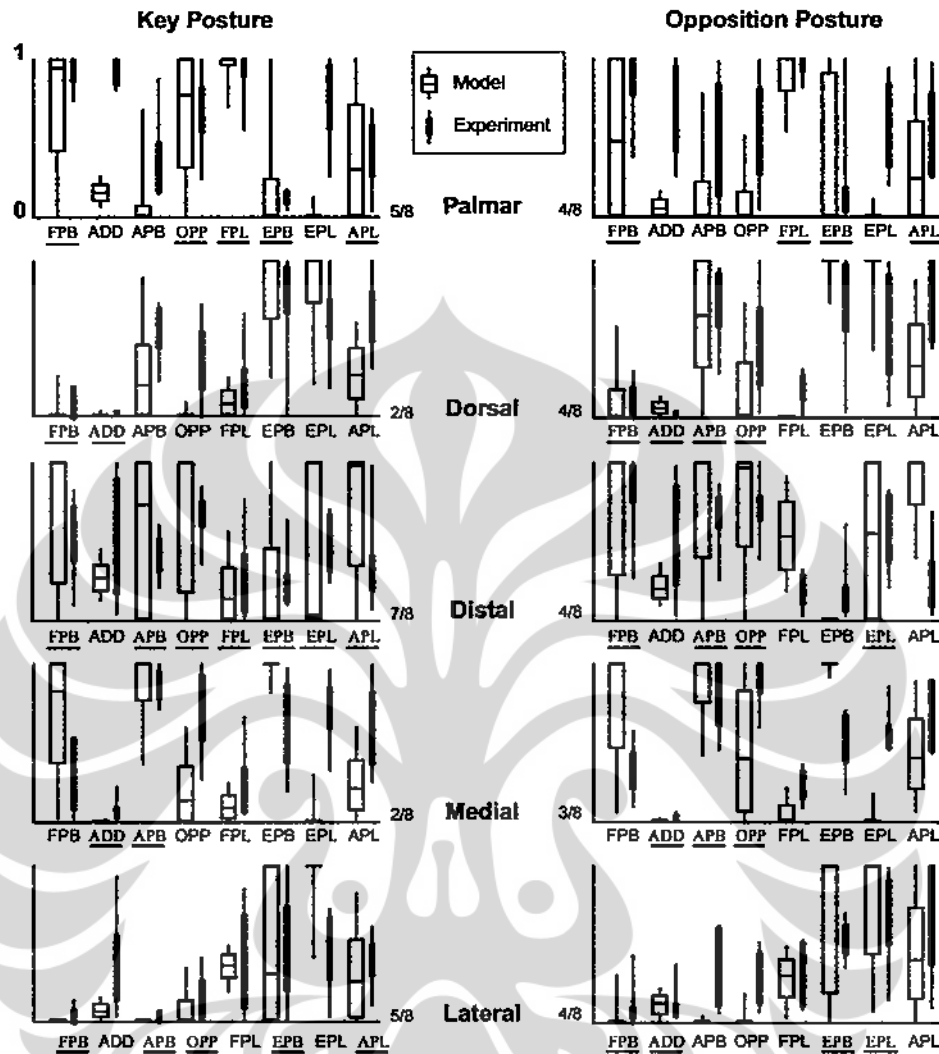 Key Posture Opposition Posture
1
Model
Experiment
0
5/8 Palmar 4/8
FPB ADD APB OPP FPL EPB EPL APL FPB ADD APB OPP FPL EPB EPL APL
2/8 Dorsal 4/8
FPB ADD APB OPP FPL EPB EPL APL FPB ADD APB OPP FPL EPB EPL APL
7/8 Distal 4/8
FPB ADD APB OPP FPL EPB EPL APL FPB ADD APB OPP FPL EPB EPL APL
2/8 Medial 3/8
FPB ADD APB OPP FPL EPB EPL APL FPB ADD APB OPP FPL EPB EPL APL
5/8 Lateral 4/8
FPB ADD APB OPP FPL EPB EPL APL FPB ADD APB OPP FPL EPB EPL APL